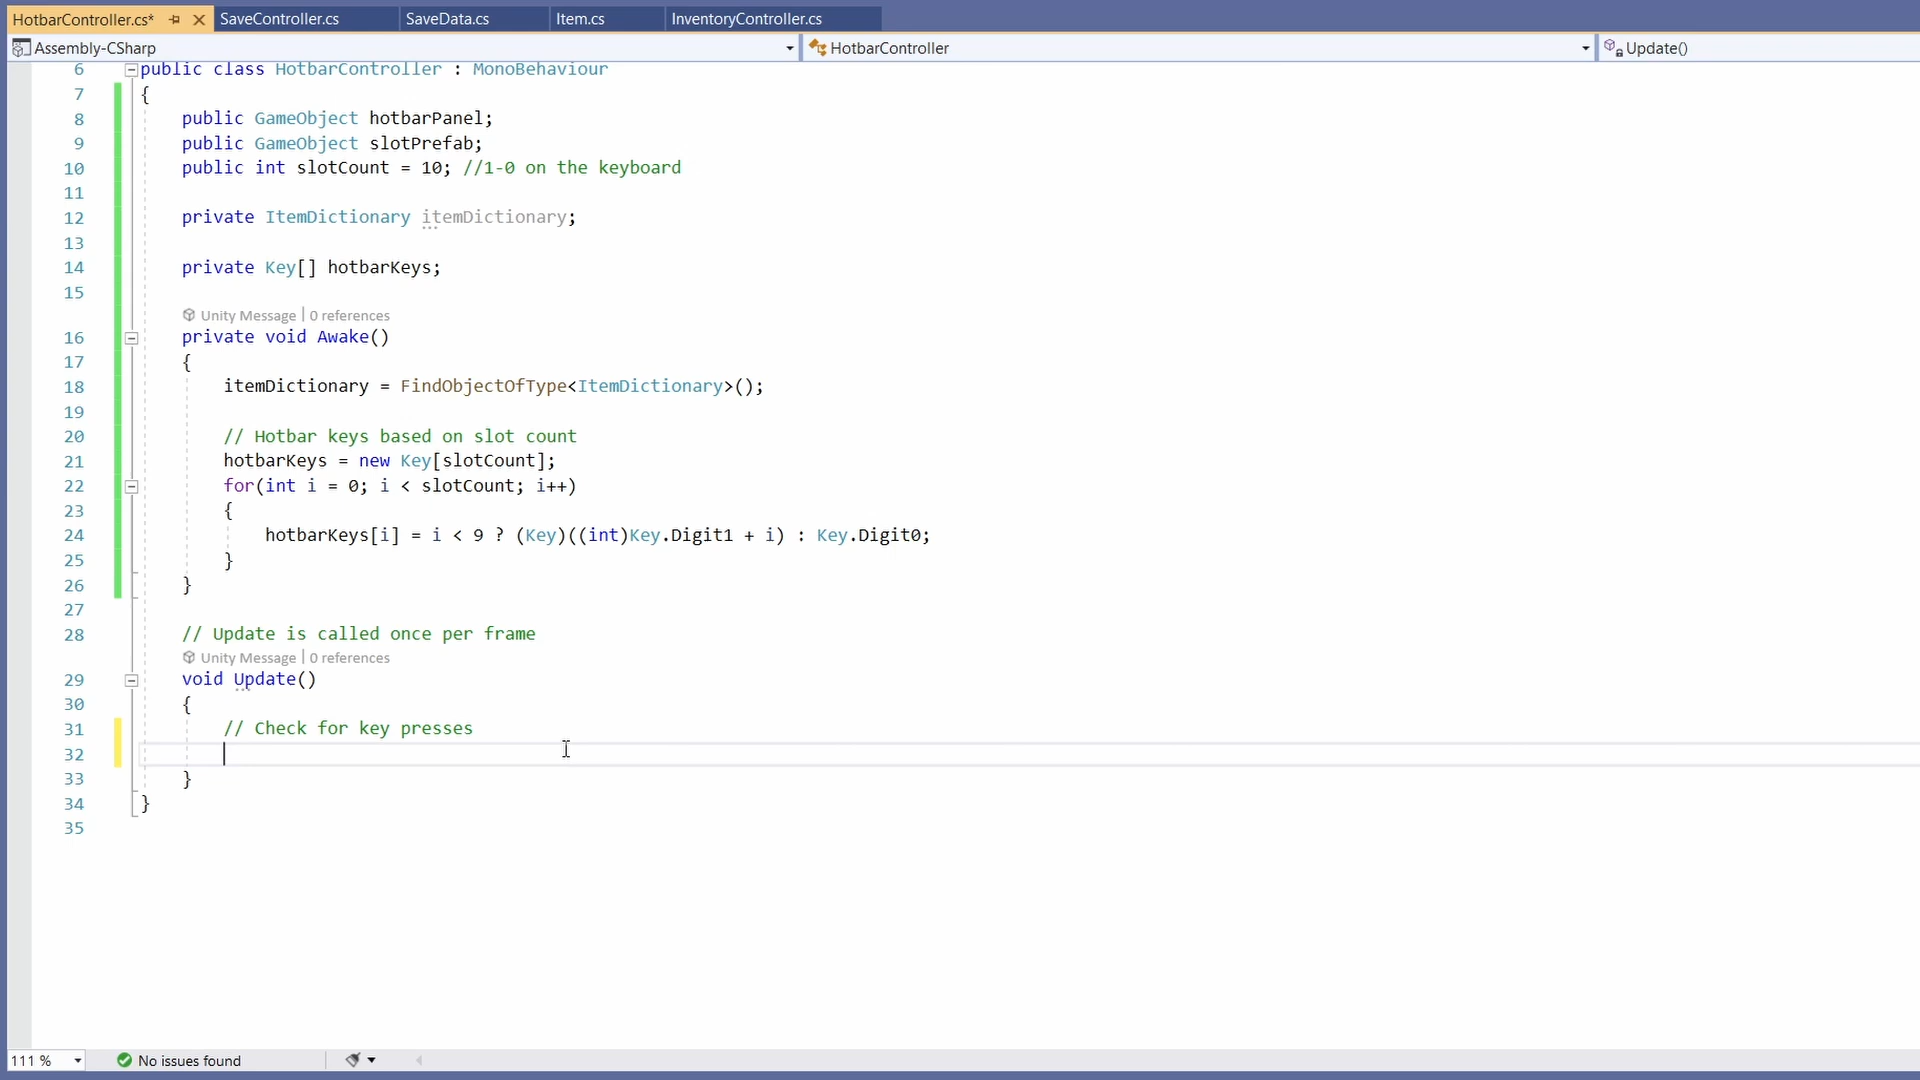 HotbarController.cs*
SaveController.cs
SaveData.cs
Item.cs
InventoryController.cs
Assembly-CSharp
HotbarController
Update()
6 public class HotbarController : MonoBehaviour
7 {
8 public GameObject hotbarPanel;
9 public GameObject slotPrefab;
10 public int slotCount = 10; //1-0 on the keyboard
11
12 private ItemDictionary itemDictionary;
13
14 private Key[] hotbarKeys;
15
Unity Message | 0 references
16 private void Awake()
17 {
18 itemDictionary = FindObjectOfType<ItemDictionary>();
19
20 // Hotbar keys based on slot count
21 hotbarKeys = new Key[slotCount];
22 for(int i = 0; i < slotCount; i++)
23 {
24 hotbarKeys[i] = i < 9 ? (Key)((int)Key.Digit1 + i) : Key.Digit0;
25 }
26 }
27
28 // Update is called once per frame
Unity Message | 0 references
29 void Update()
30 {
31 // Check for key presses
32
33 }
34 }
35
111 %
No issues found